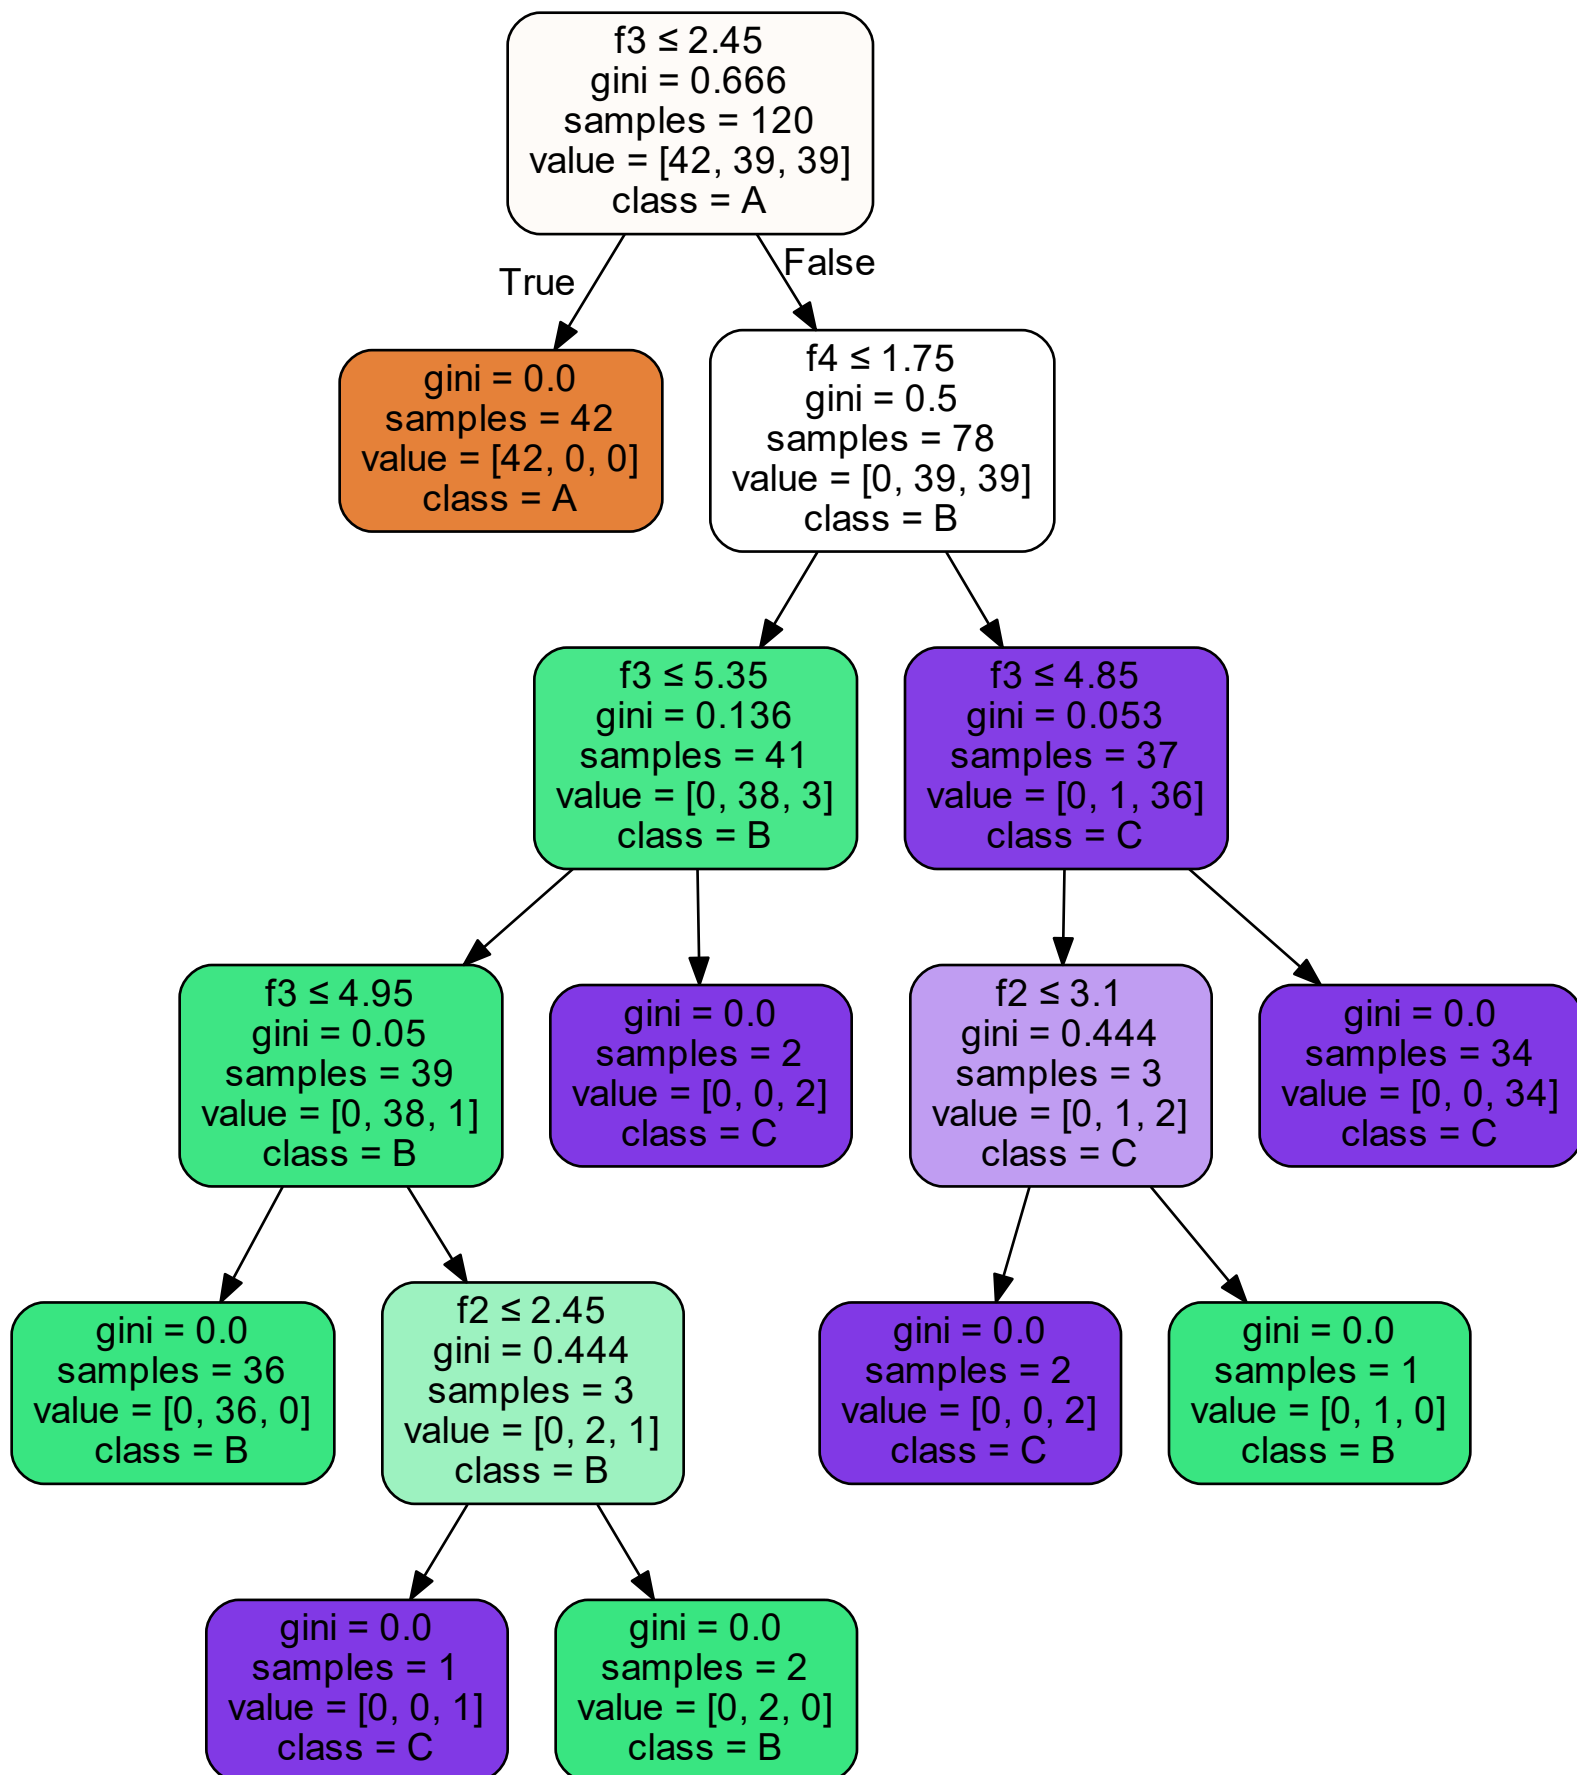 f3 ≤ 2.45
gini = 0.666
samples = 120
value = [42, 39, 39]
class = A
True
False
gini = 0.0
samples = 42
value = [42, 0, 0]
class = A
f4 ≤ 1.75
gini = 0.5
samples = 78
value = [0, 39, 39]
class = B
f3 ≤ 5.35
gini = 0.136
samples = 41
value = [0, 38, 3]
class = B
f3 ≤ 4.85
gini = 0.053
samples = 37
value = [0, 1, 36]
class = C
f3 ≤ 4.95
gini = 0.05
samples = 39
value = [0, 38, 1]
class = B
gini = 0.0
samples = 2
value = [0, 0, 2]
class = C
f2 ≤ 3.1
gini = 0.444
samples = 3
value = [0, 1, 2]
class = C
gini = 0.0
samples = 34
value = [0, 0, 34]
class = C
gini = 0.0
samples = 36
value = [0, 36, 0]
class = B
f2 ≤ 2.45
gini = 0.444
samples = 3
value = [0, 2, 1]
class = B
gini = 0.0
samples = 2
value = [0, 0, 2]
class = C
gini = 0.0
samples = 1
value = [0, 1, 0]
class = B
gini = 0.0
samples = 1
value = [0, 0, 1]
class = C
gini = 0.0
samples = 2
value = [0, 2, 0]
class = B